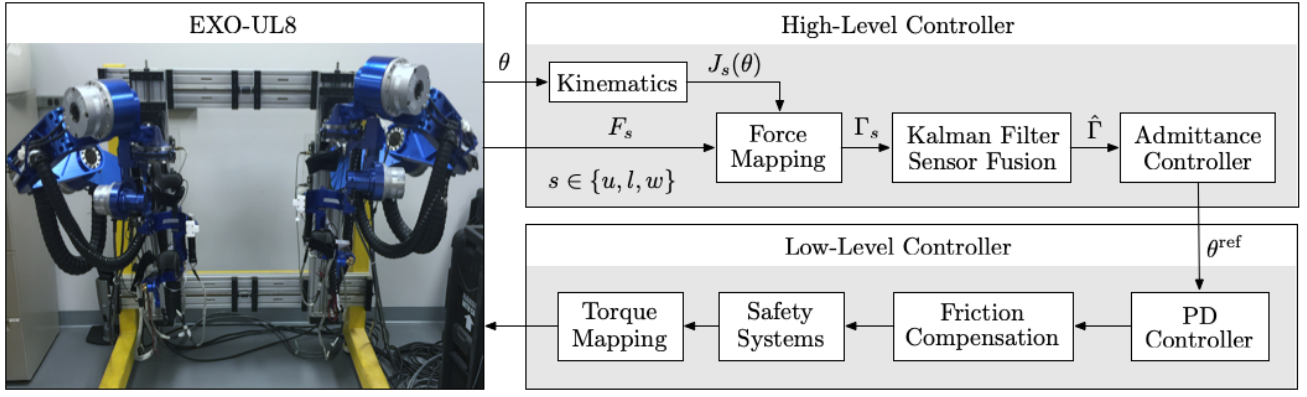 EXO-UL8
High-Level Controller
θ
Kinematics
J_s(θ)
F_s
s ∈ {u, l, w}
Force
Mapping
Γ_s
Kalman Filter
Sensor Fusion
Γ̂
Admittance
Controller
θ^ref
Low-Level Controller
Torque
Mapping
Safety
Systems
Friction
Compensation
PD
Controller